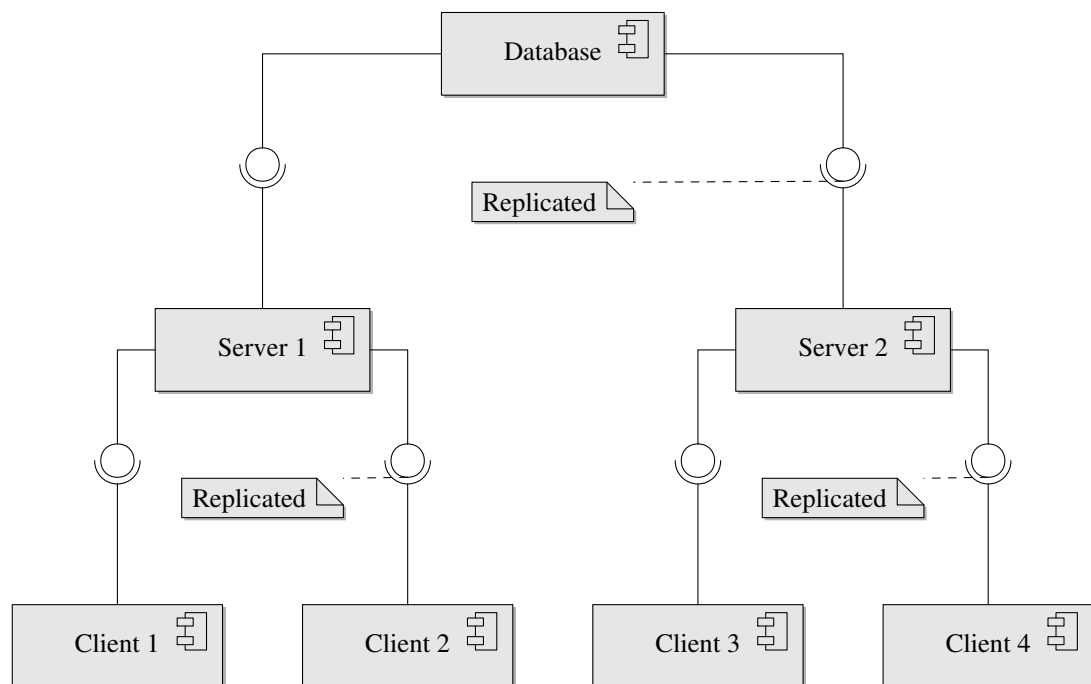 Database
Replicated
Server 1
Server 2
Replicated
Replicated
Client 1
Client 2
Client 3
Client 4